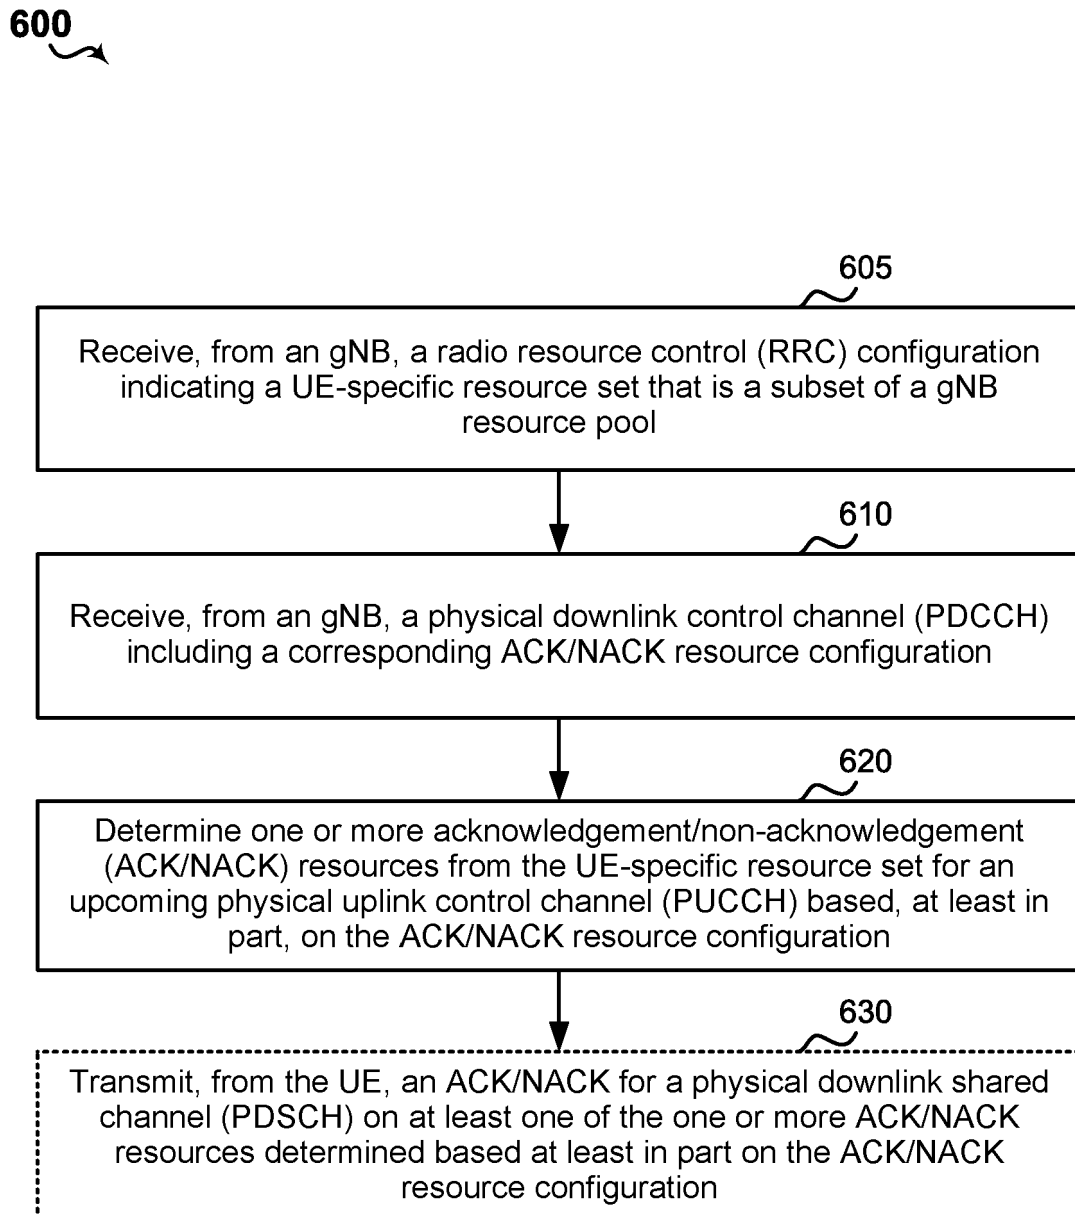 600
605
Receive, from an gNB, a radio resource control (RRC) configuration
indicating a UE-specific resource set that is a subset of a gNB
resource pool
610
Receive, from an gNB, a physical downlink control channel (PDCCH)
including a corresponding ACK/NACK resource configuration
620
Determine one or more acknowledgement/non-acknowledgement
(ACK/NACK) resources from the UE-specific resource set for an
upcoming physical uplink control channel (PUCCH) based, at least in
part, on the ACK/NACK resource configuration
630
Transmit, from the UE, an ACK/NACK for a physical downlink shared
channel (PDSCH) on at least one of the one or more ACK/NACK
resources determined based at least in part on the ACK/NACK
resource configuration